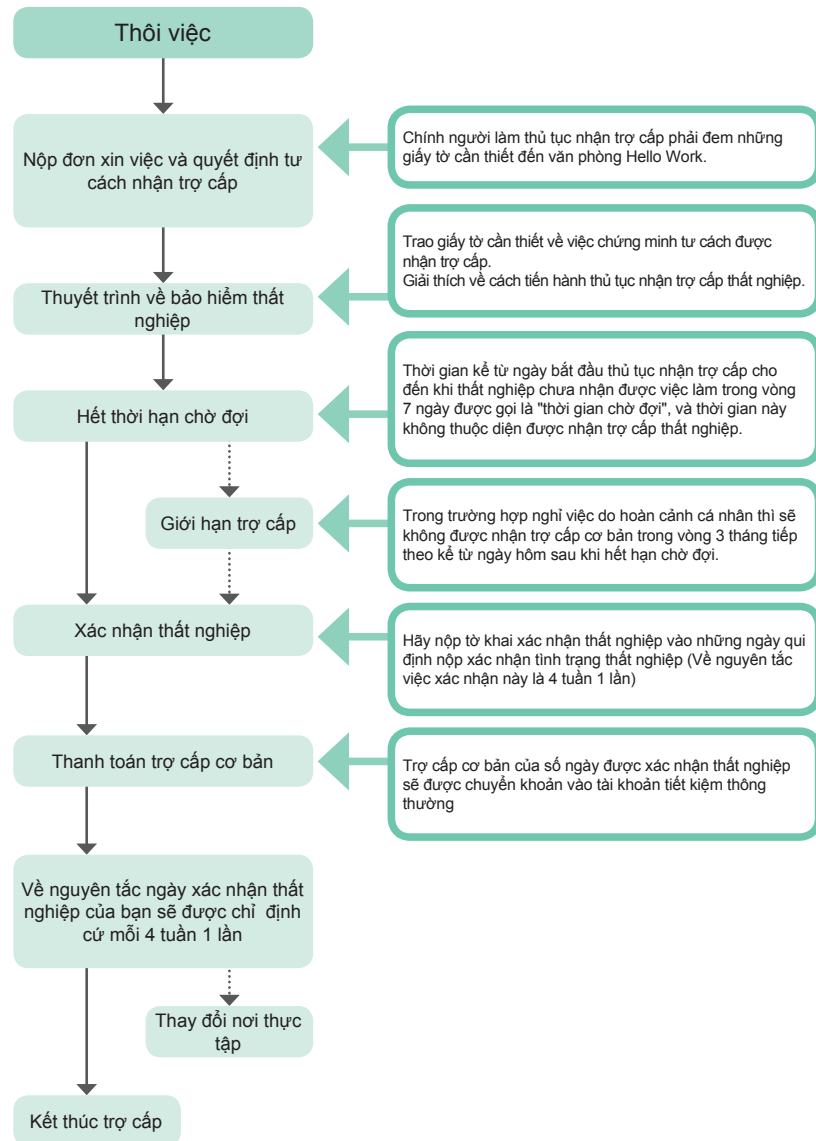 Thôi việc
Nộp đơn xin việc và quyết định tư
cách nhận trợ cấp
Chính người làm thủ tục nhận trợ cấp phải đem những
giấy tờ cần thiết đến văn phòng Hello Work.
Trao giấy tờ cần thiết về việc chứng minh tư cách được
nhận trợ cấp.
Giải thích về cách tiến hành thủ tục nhận trợ cấp thất nghiệp.
Thuyết trình về bảo hiểm thất
nghiệp
Thời gian kể từ ngày bắt đầu thủ tục nhận trợ cấp cho
đến khi thất nghiệp chưa nhận được việc làm trong vòng
7 ngày được gọi là "thời gian chờ đợi", và thời gian này
không thuộc diện được nhận trợ cấp thất nghiệp.
Hết thời hạn chờ đợi
Giới hạn trợ cấp
Trong trường hợp nghỉ việc do hoàn cảnh cá nhân thì sẽ
không được nhận trợ cấp cơ bản trong vòng 3 tháng tiếp
theo kể từ ngày hôm sau khi hết hạn chờ đợi.
Xác nhận thất nghiệp
Hãy nộp tờ khai xác nhận thất nghiệp vào những ngày qui
định nộp xác nhận tình trạng thất nghiệp (Về nguyên tắc
việc xác nhận này là 4 tuần 1 lần)
Thanh toán trợ cấp cơ bản
Trợ cấp cơ bản của số ngày được xác nhận thất nghiệp
sẽ được chuyển khoản vào tài khoản tiết kiệm thông
thường
Về nguyên tắc ngày xác nhận thất
nghiệp của bạn sẽ được chỉ định
cứ mỗi 4 tuần 1 lần
Thay đổi nơi thực
tập
Kết thúc trợ cấp